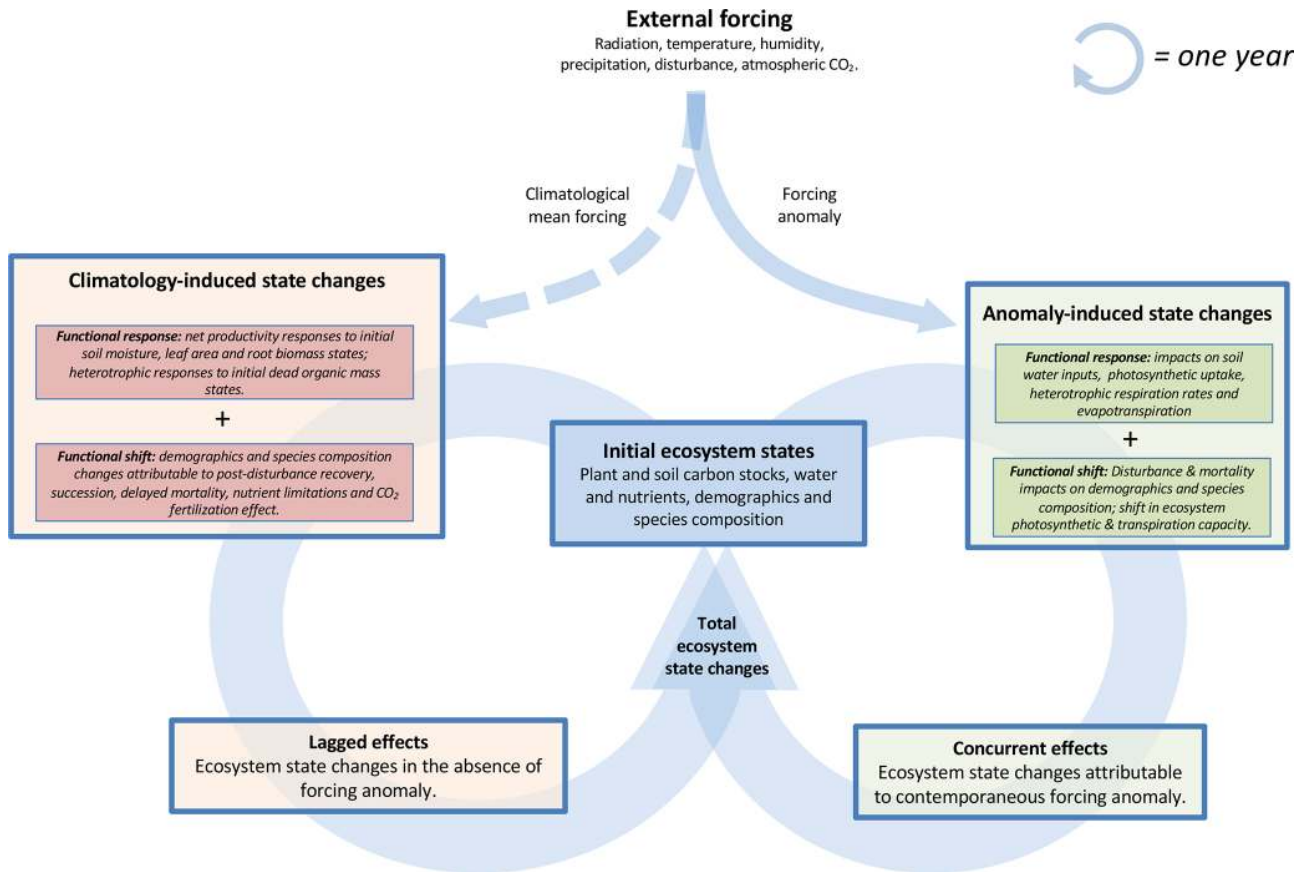 External forcing
Radiation, temperature, humidity,
precipitation, disturbance, atmospheric CO₂.
= one year
Climatological
mean forcing
Forcing
anomaly
Climatology-induced state changes
Functional response: net productivity responses to initial
soil moisture, leaf area and root biomass states;
heterotrophic responses to initial dead organic mass
states.
+
Functional shift: demographics and species composition
changes attributable to post-disturbance recovery,
succession, delayed mortality, nutrient limitations and CO₂
fertilization effect.
Anomaly-induced state changes
Functional response: impacts on soil
water inputs, photosynthetic uptake,
heterotrophic respiration rates and
evapotranspiration
+
Functional shift: Disturbance & mortality
impacts on demographics and species
composition; shift in ecosystem
photosynthetic & transpiration capacity.
Initial ecosystem states
Plant and soil carbon stocks, water
and nutrients, demographics and
species composition
Total
ecosystem
state changes
Lagged effects
Ecosystem state changes in the absence of
forcing anomaly.
Concurrent effects
Ecosystem state changes attributable
to contemporaneous forcing anomaly.